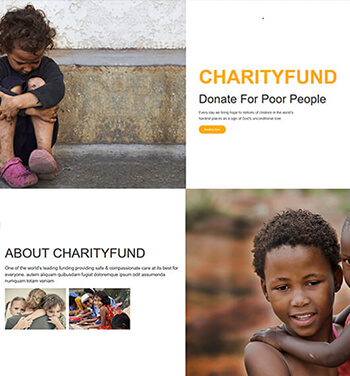 CHARITYFUND
Donate For Poor People
Every day we bring hope to millions of children in the world's
hardest places as a sign of God's unconditional love
ABOUT CHARITYFUND
One of the world's leading funding providing safe & compassionate care at its best for
everyone. autem aliquam quibusdam fugiat doloremque ipsum odit assumenda
numquam totam veniam